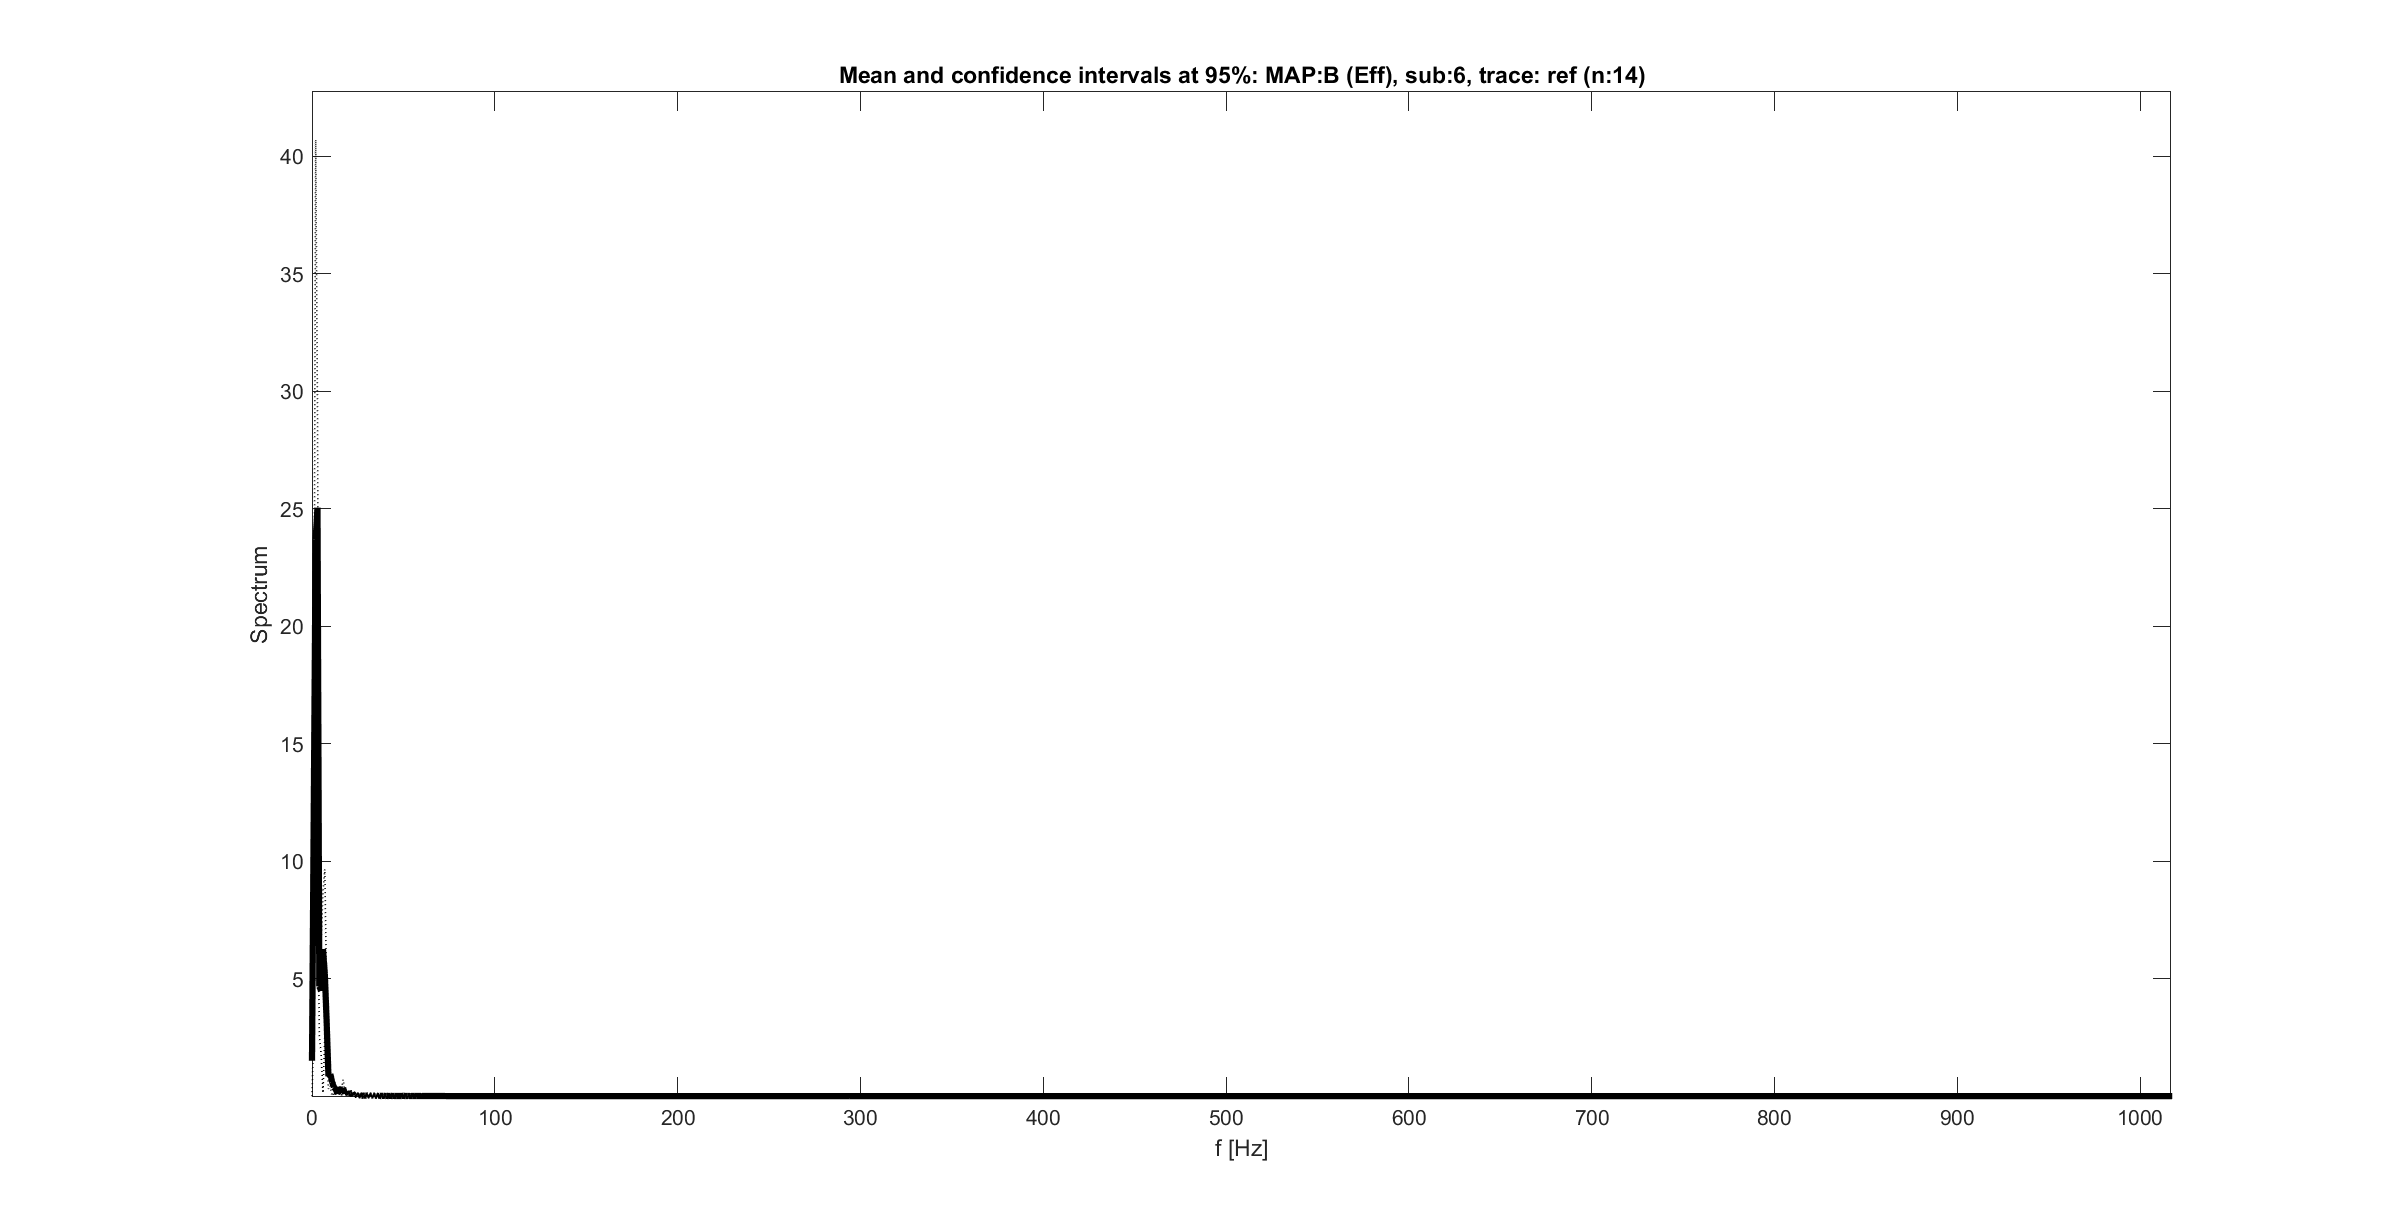 Mean and confidence intervals at 95%: MAP:B (Eff), sub:6, trace: ref (n:14)
40
35
30
25
20
15
10
5
Spectrum
0 100 200 300 400 500 600 700 800 900 1000
f [Hz]